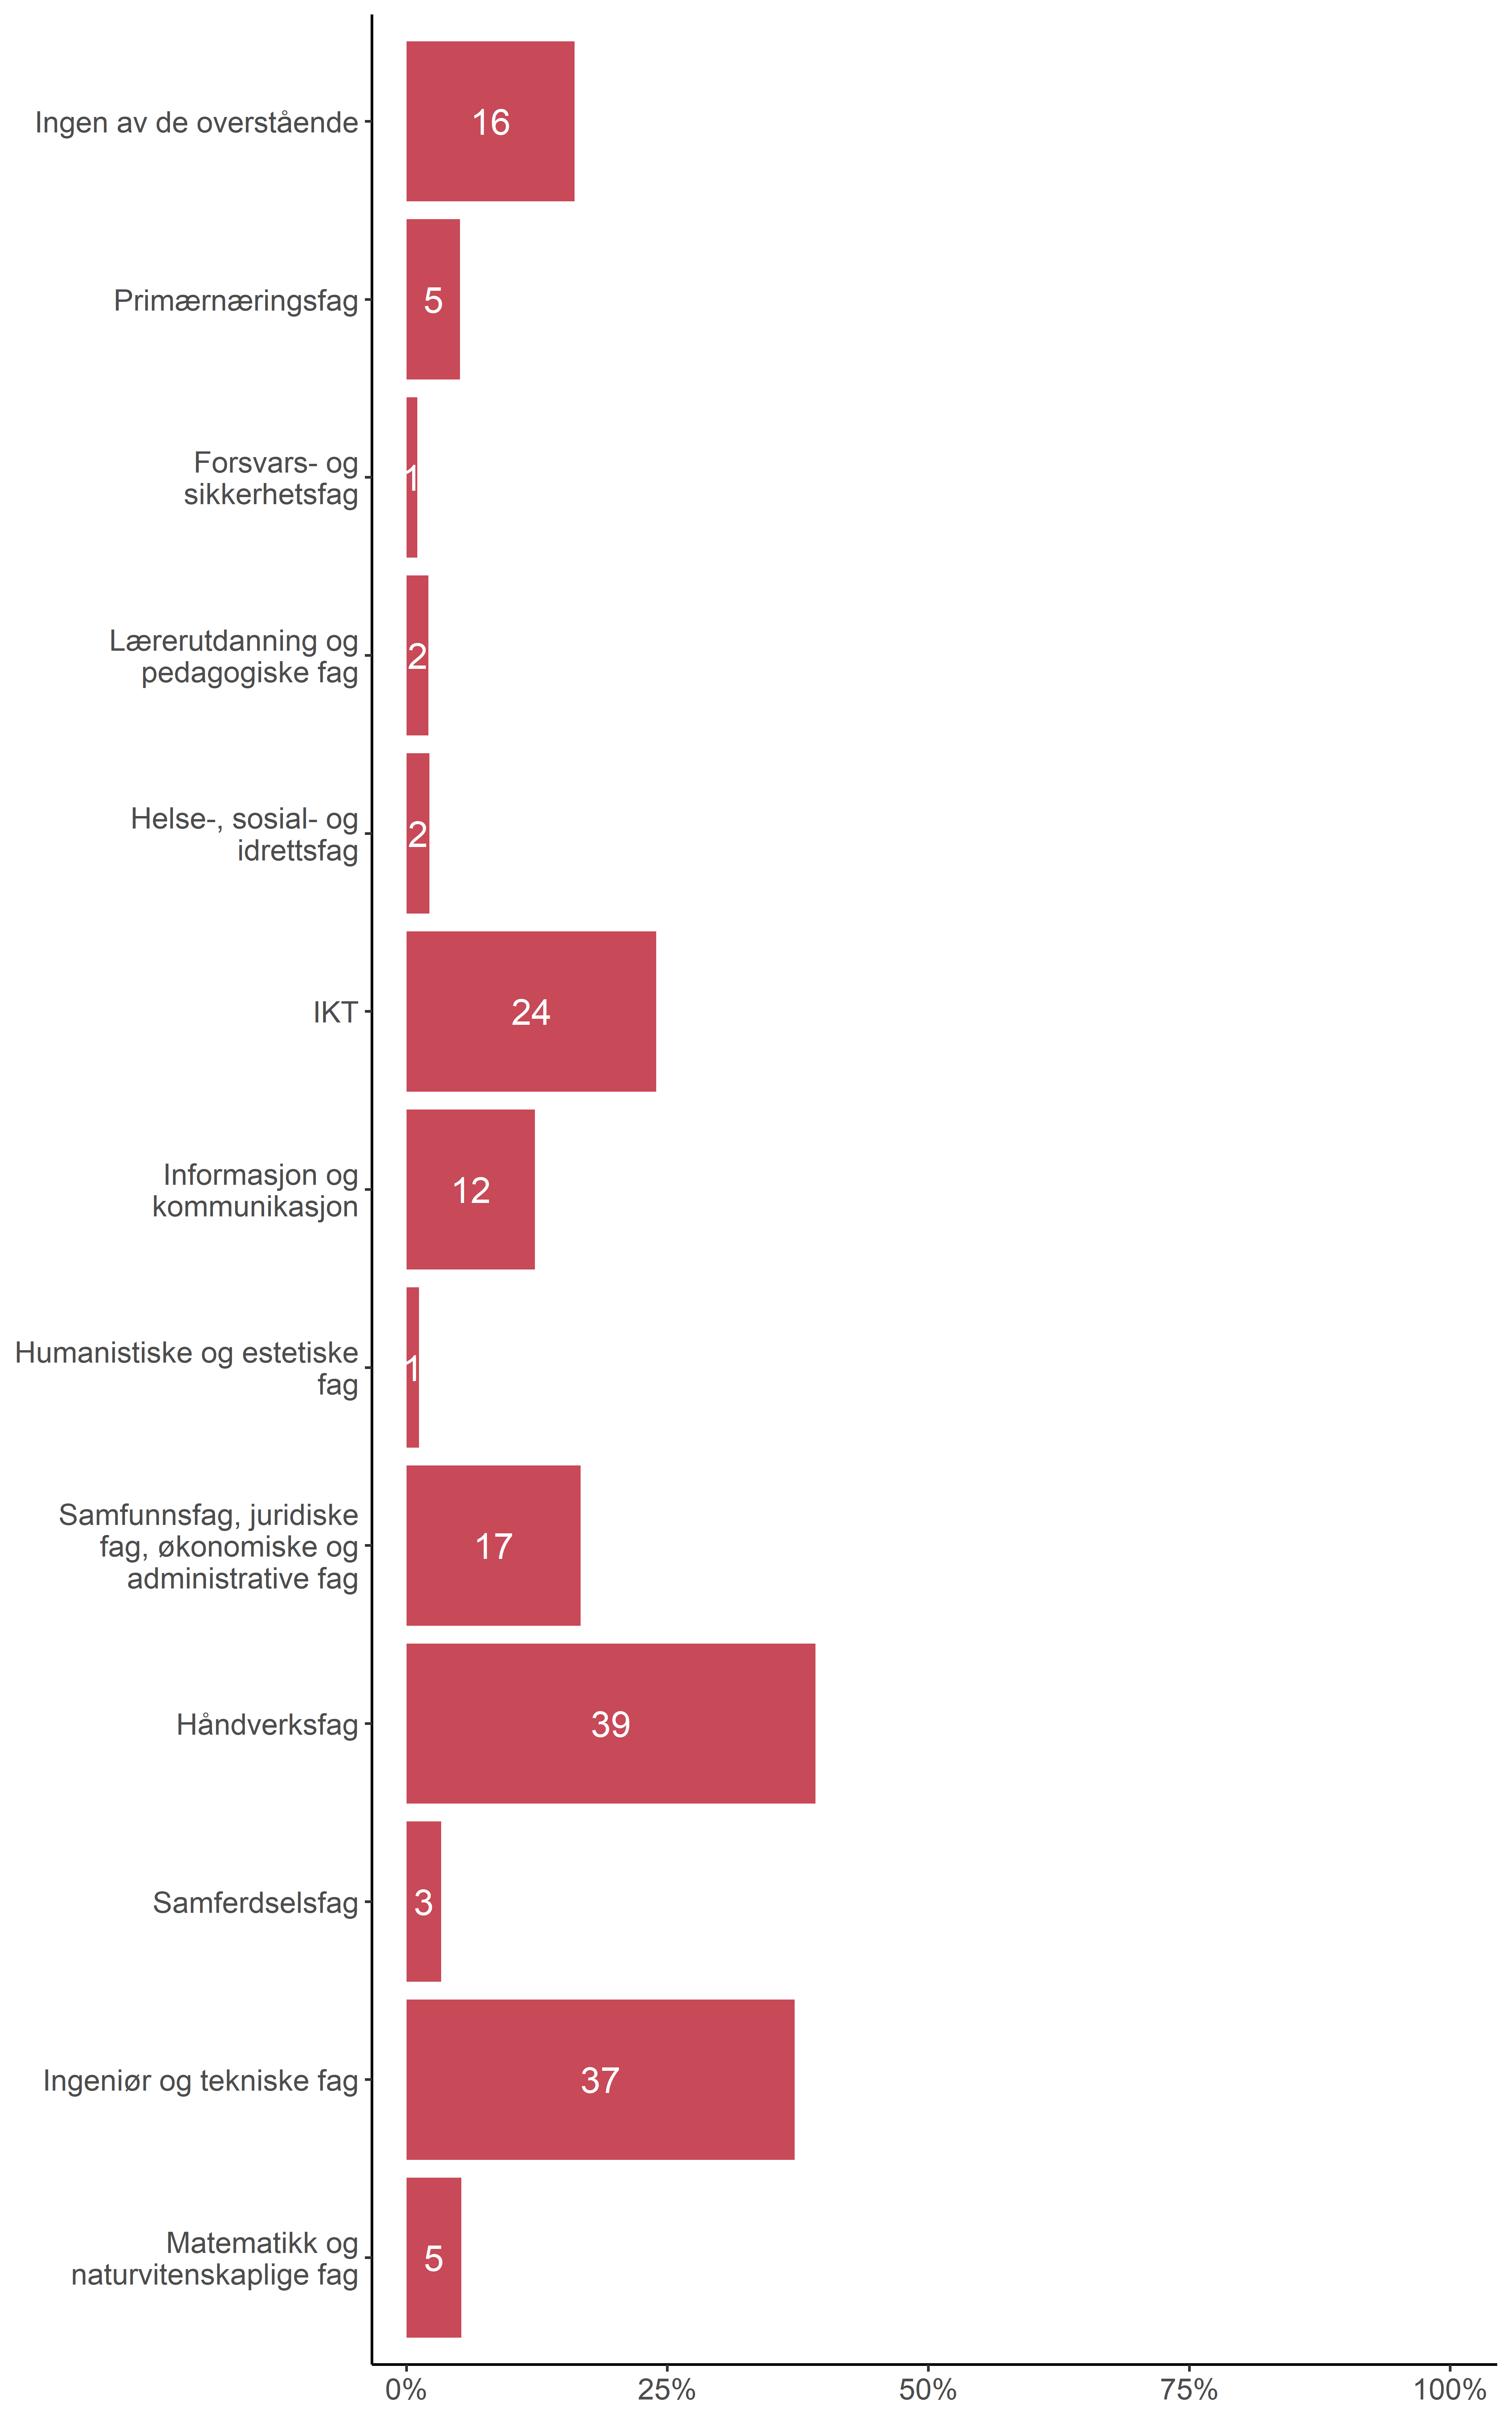 Ingen av de overstående
16
Primærnæringsfag
5
Forsvars- og
sikkerhetsfag
1
Lærerutdanning og
pedagogiske fag
2
Helse-, sosial- og
idrettsfag
2
IKT
24
Informasjon og
kommunikasjon
12
Humanistiske og estetiske
fag
1
Samfunnsfag, juridiske
fag, økonomiske og
administrative fag
17
Håndverksfag
39
Samferdselsfag
3
Ingeniør og tekniske fag
37
Matematikk og
naturvitenskaplige fag
5
0% 25% 50% 75% 100%